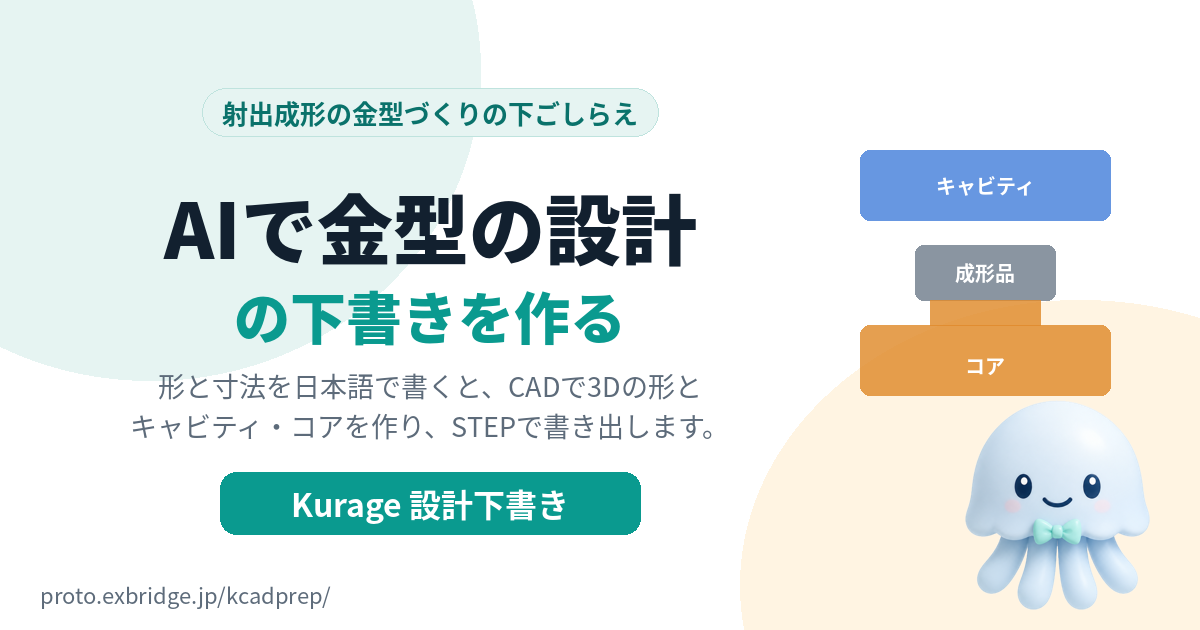 射出成形の金型づくりの下ごしらえ
AIで金型の設計
の下書きを作る
形と寸法を日本語で書くと、CADで3Dの形と
キャビティ・コアを作り、STEPで書き出します。
Kurage 設計下書き
proto.exbridge.jp/kcadprep/
キャビティ
成形品
コア